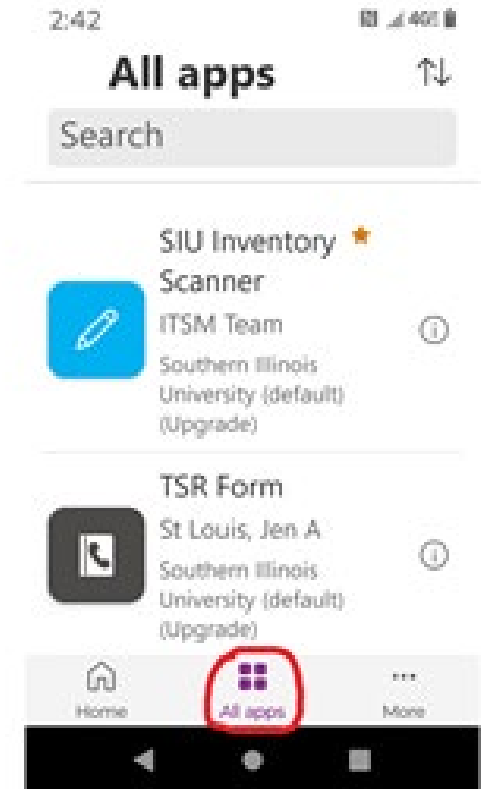 2:42
All apps
Search
SIU Inventory
Scanner
ITSM Team
Southern Illinois
University (default)
(Upgrade)
TSR Form
St Louis, Jen A
Southern Illinois
University (default)
(Upgrade)
Home
All apps
More